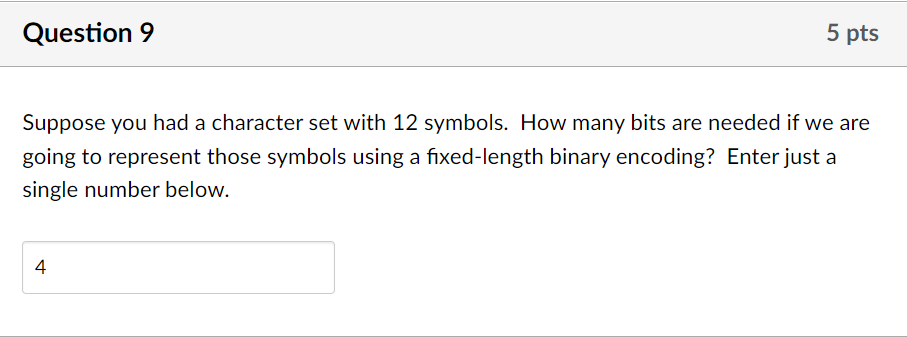 Question 9
5 pts
Suppose you had a character set with 12 symbols.  How many bits are needed if we are
going to represent those symbols using a fixed-length binary encoding?  Enter just a
single number below.
4